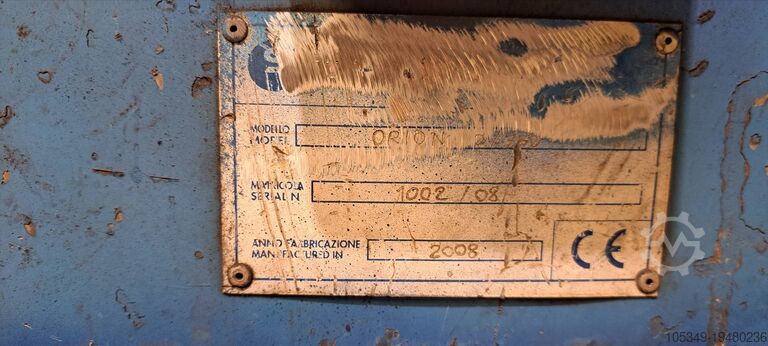 MODELLO
MODEL ORION
MATRICOLA
SERIAL N. 1002/08
ANNO FABBRICAZIONE
MANUFACTURED IN 2008
CE
105349-19480236